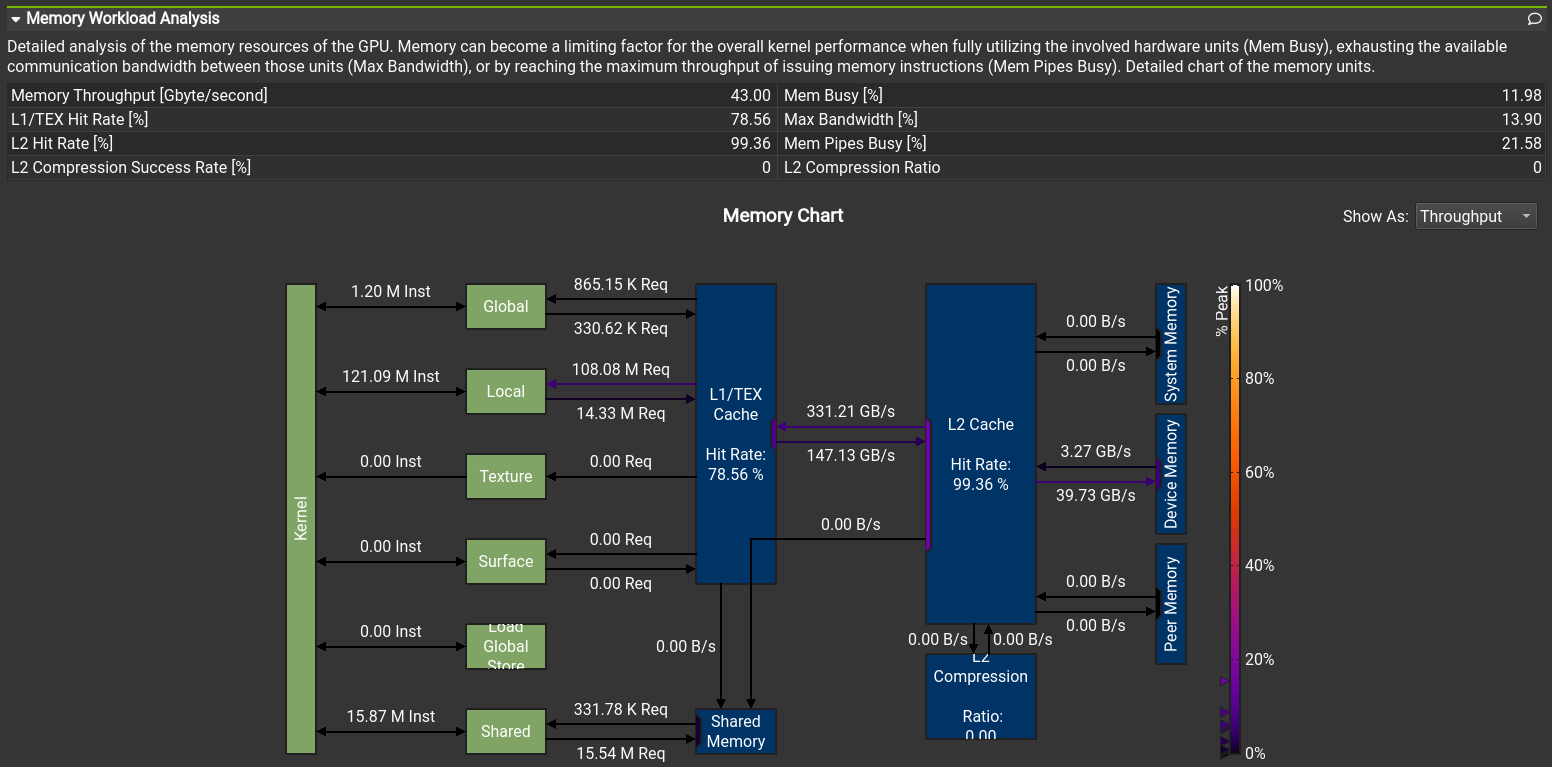 Memory Workload Analysis
Detailed analysis of the memory resources of the GPU. Memory can become a limiting factor for the overall kernel performance when fully utilizing the involved hardware units (Mem Busy), exhausting the available
communication bandwidth between those units (Max Bandwidth), or by reaching the maximum throughput of issuing memory instructions (Mem Pipes Busy). Detailed chart of the memory units.
Memory Throughput [Gbyte/second] 43.00 Mem Busy [%] 11.98
L1/TEX Hit Rate [%] 78.56 Max Bandwidth [%] 13.90
L2 Hit Rate [%] 99.36 Mem Pipes Busy [%] 21.58
L2 Compression Success Rate [%] 0 L2 Compression Ratio 0
Memory Chart
Show As: Throughput
Kernel
1.20 M Inst
Global
865.15 K Req
330.62 K Req
121.09 M Inst
Local
108.08 M Req
14.33 M Req
0.00 Inst
Texture
0.00 Req
0.00 Inst
Surface
0.00 Req
0.00 Req
0.00 Inst
Load
Global
Store
15.87 M Inst
Shared
331.78 K Req
15.54 M Req
L1/TEX
Cache
Hit Rate:
78.56 %
331.21 GB/s
147.13 GB/s
0.00 B/s
0.00 B/s
Shared
Memory
L2 Cache
Hit Rate:
99.36 %
0.00 B/s
0.00 B/s
L2
Compression
Ratio:
0.00
0.00 B/s
0.00 B/s
System Memory
3.27 GB/s
39.73 GB/s
Device Memory
0.00 B/s
0.00 B/s
Peer Memory
% Peak
100%
80%
60%
40%
20%
0%